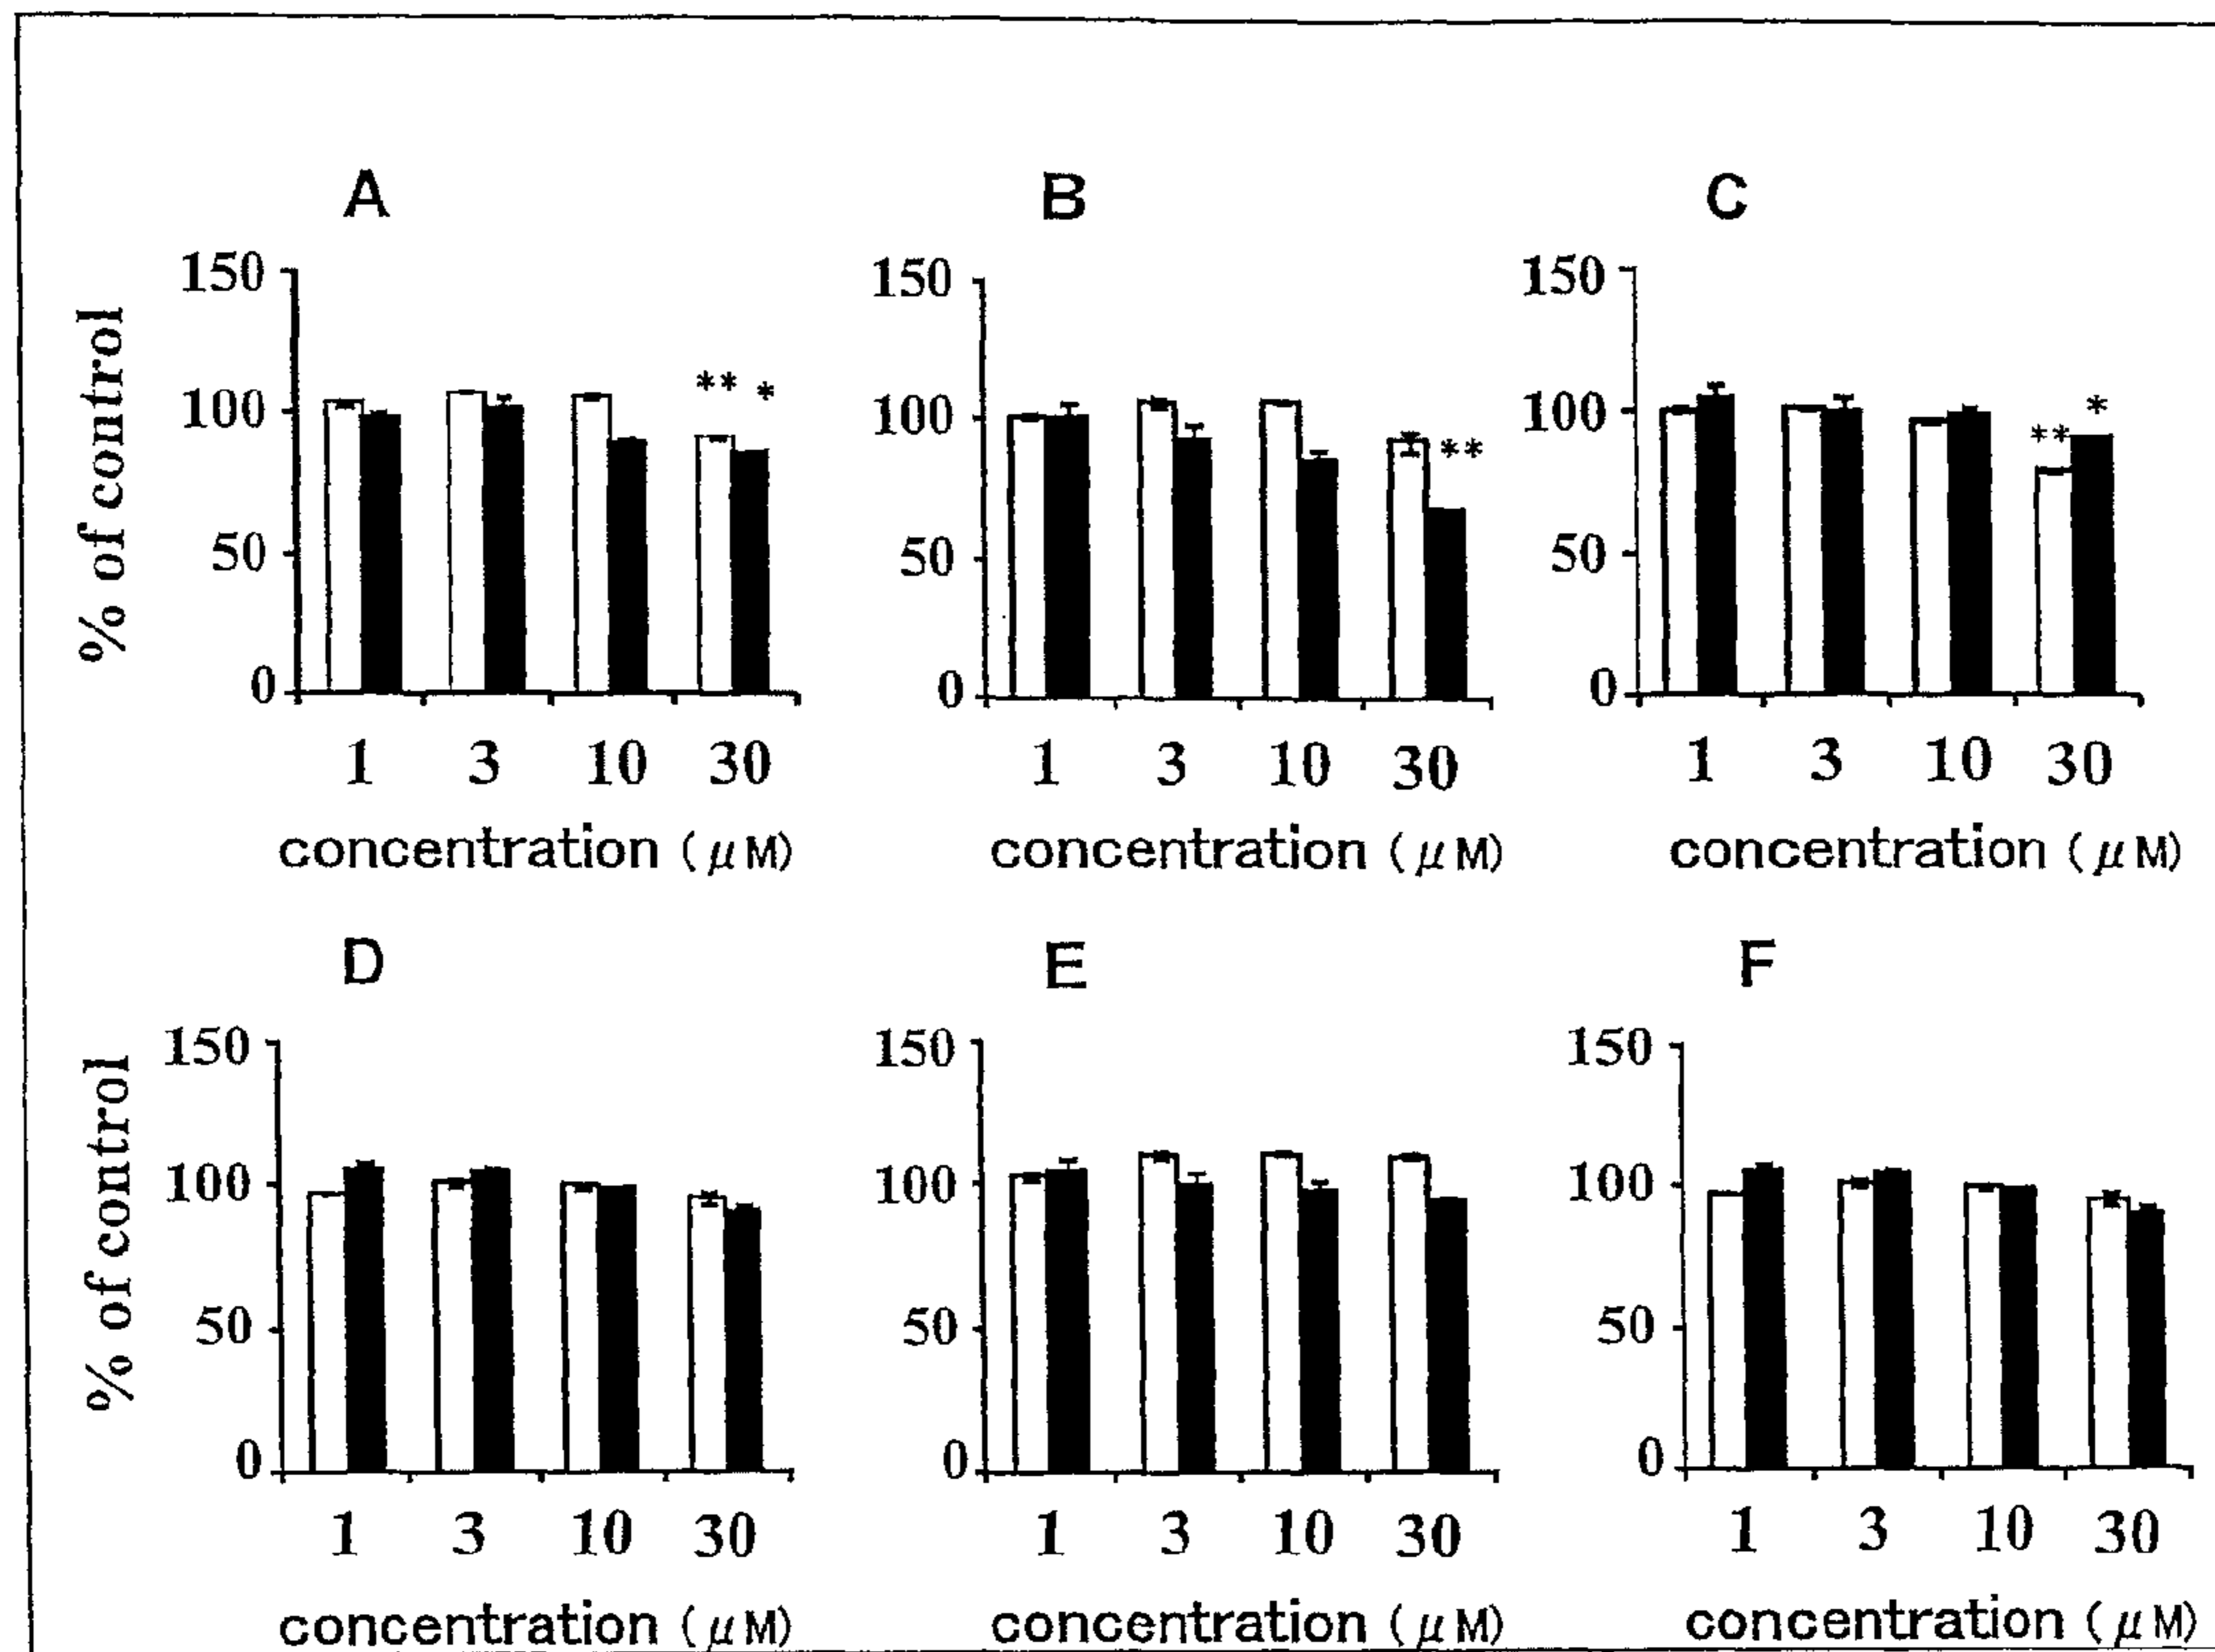 A B C
150 150 150
100 100 100
50 50 50
0 0 0
% of control
** * ** ** *
1 3 10 30 1 3 10 30 1 3 10 30
concentration (μM) concentration (μM) concentration (μM)
D E F
150 150 150
100 100 100
50 50 50
0 0 0
% of control
1 3 10 30 1 3 10 30 1 3 10 30
concentration (μM) concentration (μM) concentration (μM)